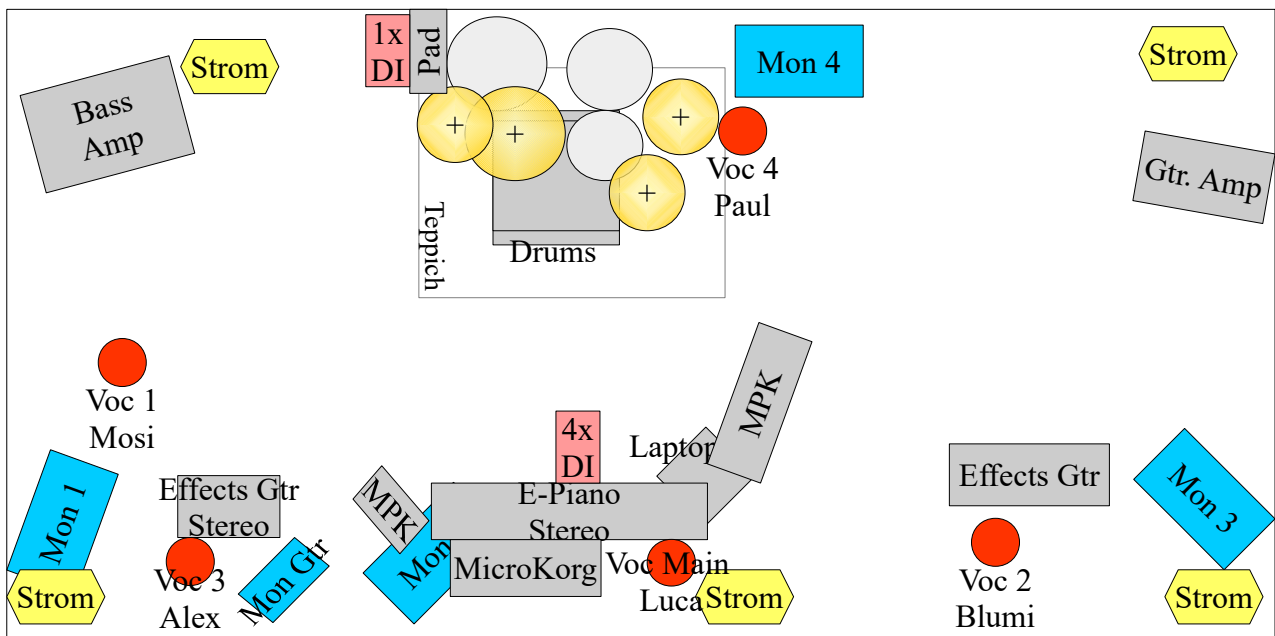 1x
DI
Pad
Mon 4
Strom
Strom
Bass
Amp
Voc 4
Paul
Gtr. Amp
Teppich
Drums
Voc 1
Mosi
MPK
4x
DI
Laptop
Mon 1
Effects Gtr
Stereo
MPK
E-Piano
Stereo
Effects Gtr
Mon 3
Mon Gtr
Mon
MicroKorg
Voc Main
Luca
Voc 3
Alex
Voc 2
Blumi
Strom
Strom
Strom